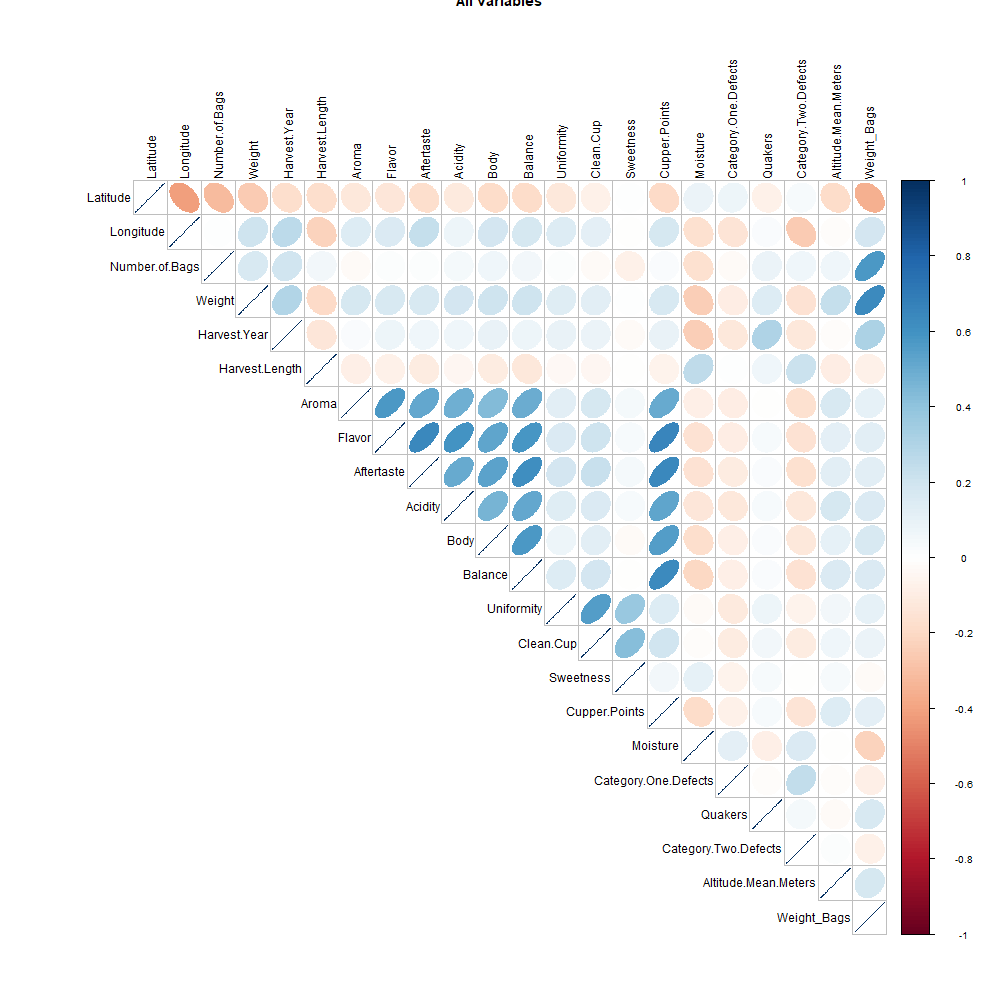 All Variables
Latitude
Longitude
Number.of.Bags
Weight
Harvest.Year
Harvest.Length
Aroma
Flavor
Aftertaste
Acidity
Body
Balance
Uniformity
Clean.Cup
Sweetness
Cupper.Points
Moisture
Category.One.Defects
Quakers
Category.Two.Defects
Altitude.Mean.Meters
Weight_Bags
Latitude
Longitude
Number.of.Bags
Weight
Harvest.Year
Harvest.Length
Aroma
Flavor
Aftertaste
Acidity
Body
Balance
Uniformity
Clean.Cup
Sweetness
Cupper.Points
Moisture
Category.One.Defects
Quakers
Category.Two.Defects
Altitude.Mean.Meters
Weight_Bags
1
0.8
0.6
0.4
0.2
0
-0.2
-0.4
-0.6
-0.8
-1